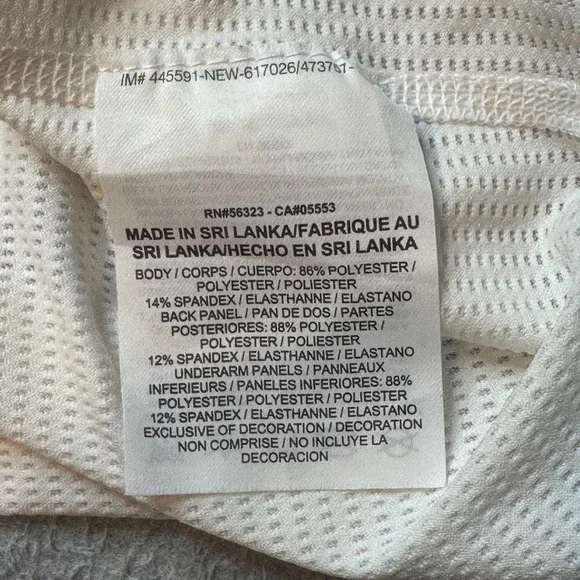 IM# 445591-NEW-617026/473761-
RN#56323 - CA#05553
MADE IN SRI LANKA/FABRIQUE AU
SRI LANKA/HECHO EN SRI LANKA
BODY / CORPS / CUERPO: 86% POLYESTER /
POLYESTER / POLIESTER
14% SPANDEX / ELASTHANNE / ELASTANO
BACK PANEL / PAN DE DOS / PARTES
POSTERIORES: 88% POLYESTER /
POLYESTER / POLIESTER
12% SPANDEX / ELASTHANNE / ELASTANO
UNDERARM PANELS / PANNEAUX
INFERIEURS / PANELES INFERIORES: 88%
POLYESTER / POLYESTER / POLIESTER
12% SPANDEX / ELASTHANNE / ELASTANO
EXCLUSIVE OF DECORATION / DECORATION
NON COMPRISE / NO INCLUYE LA
DECORACION